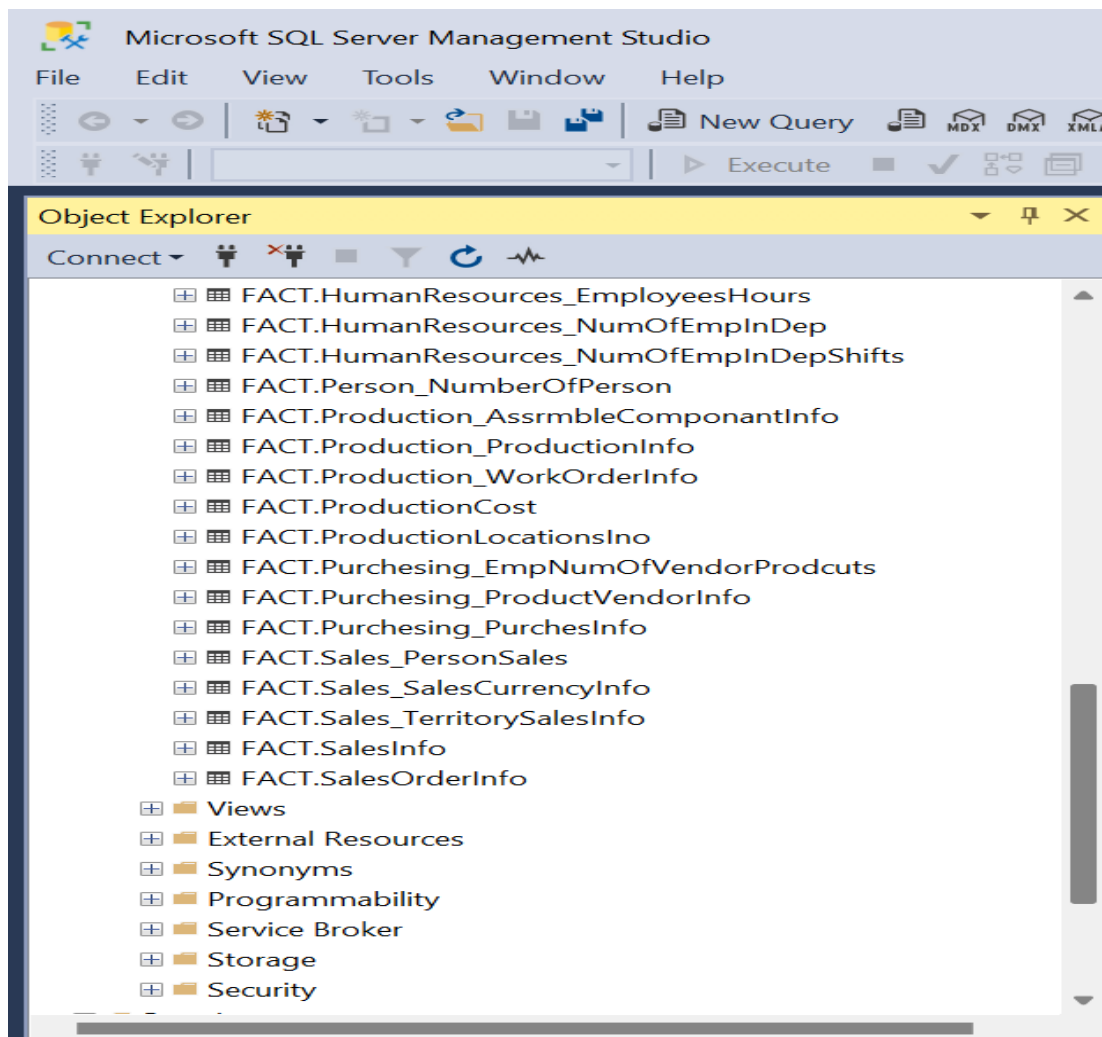 Microsoft SQL Server Management Studio
File Edit View Tools Window Help
New Query MDX DMX XMLA
Execute
Object Explorer
Connect
FACT.HumanResources_EmployeesHours
FACT.HumanResources_NumOfEmpInDep
FACT.HumanResources_NumOfEmpInDepShifts
FACT.Person_NumberOfPerson
FACT.Production_AssrmbleComponantInfo
FACT.Production_ProductionInfo
FACT.Production_WorkOrderInfo
FACT.ProductionCost
FACT.ProductionLocationsIno
FACT.Purchesing_EmpNumOfVendorProdcuts
FACT.Purchesing_ProductVendorInfo
FACT.Purchesing_PurchesInfo
FACT.Sales_PersonSales
FACT.Sales_SalesCurrencyInfo
FACT.Sales_TerritorySalesInfo
FACT.SalesInfo
FACT.SalesOrderInfo
Views
External Resources
Synonyms
Programmability
Service Broker
Storage
Security